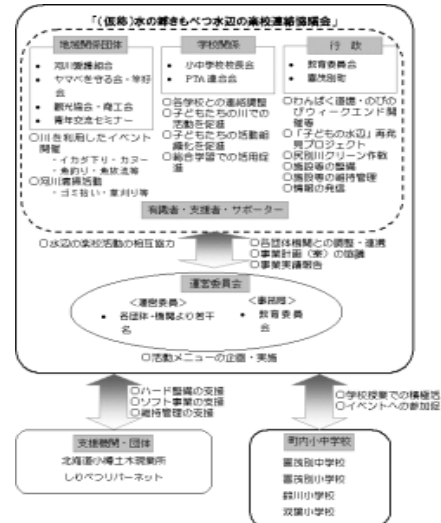 「(仮称)水の郷きもべつ水辺の楽校連絡協議会」
地域関係団体
• 河川愛護組合
• ヤマベを守る会・等好
会
• 観光協会・商工会
• 青年交流セミナー
○川を利用したイベント
開催
・イカダ下り・カヌー
・魚釣り・魚放流等
○河川清掃活動
・ゴミ拾い・草刈り等
学校関係
• 小中学校校長会
• PTA 連合会
○各学校との連絡調整
○子どもたちの川での
活動を促進
○子どもたちの活動組
織化を促進
○総合学習での活用促
進
行 政
• 教育委員会
• 喜茂別町
○わんぱく道場・のびの
びウィークエンド開
催等
○「子どもの水辺」再発
見プロジェクト
○尻別川クリーン作戦
○施設等の整備
○施設等の維持管理
○情報の発信
有識者・支援者・サポーター
○水辺の楽校活動の相互協力
○各団体機関との調整・連携
○事業計画(案)の協議
○事業実績報告
運営委員会
<運営委員>
• 各団体・機関より若干
名
<事務局>
• 教育委員
会
○活動メニューの企画・実施
○ハード整備の支援
○ソフト事業の支援
○維持管理の支援
○学校授業での積極活
○イベントへの参加促
支援機関・団体
北海道小樽土木現業所
しりべつリバーネット
町内小中学校
喜茂別中学校
喜茂別小学校
鈴川小学校
双葉小学校